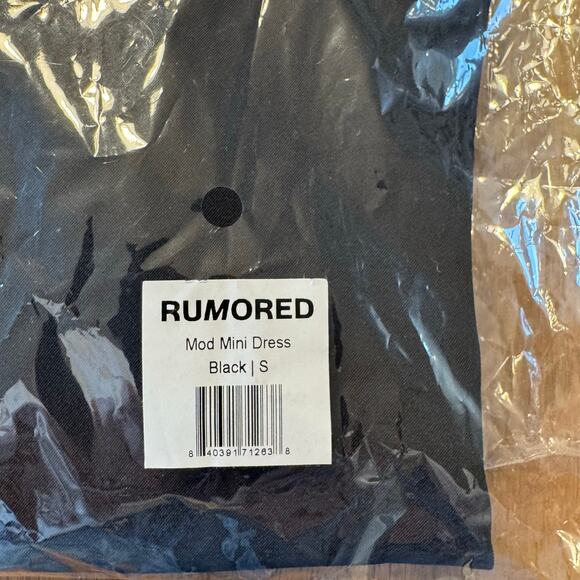 RUMORED
Mod Mini Dress
Black | S
8 40391 71263 8